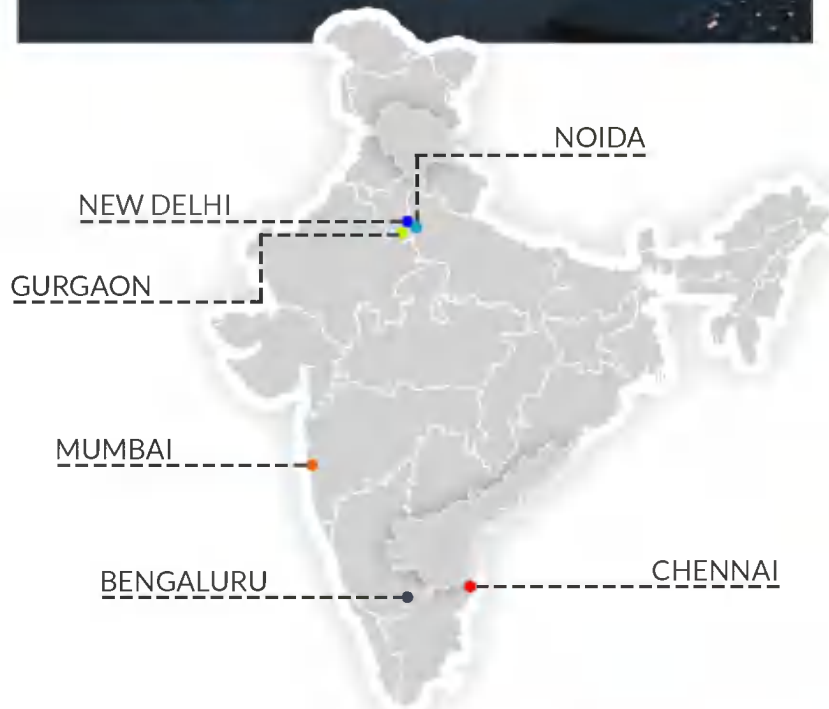 NOIDA
NEW DELHI
GURGAON
MUMBAI
BENGALURU
CHENNAI